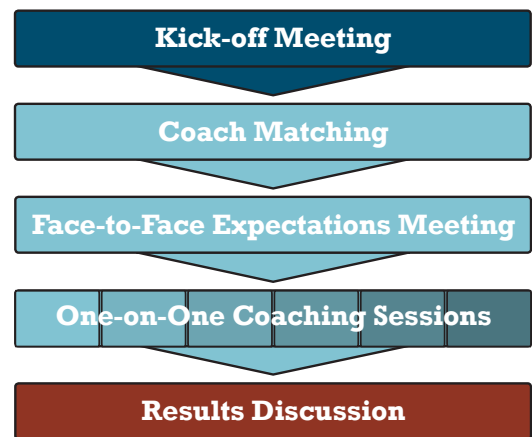 Kick-off Meeting
Coach Matching
Face-to-Face Expectations Meeting
One-on-One Coaching Sessions
Results Discussion